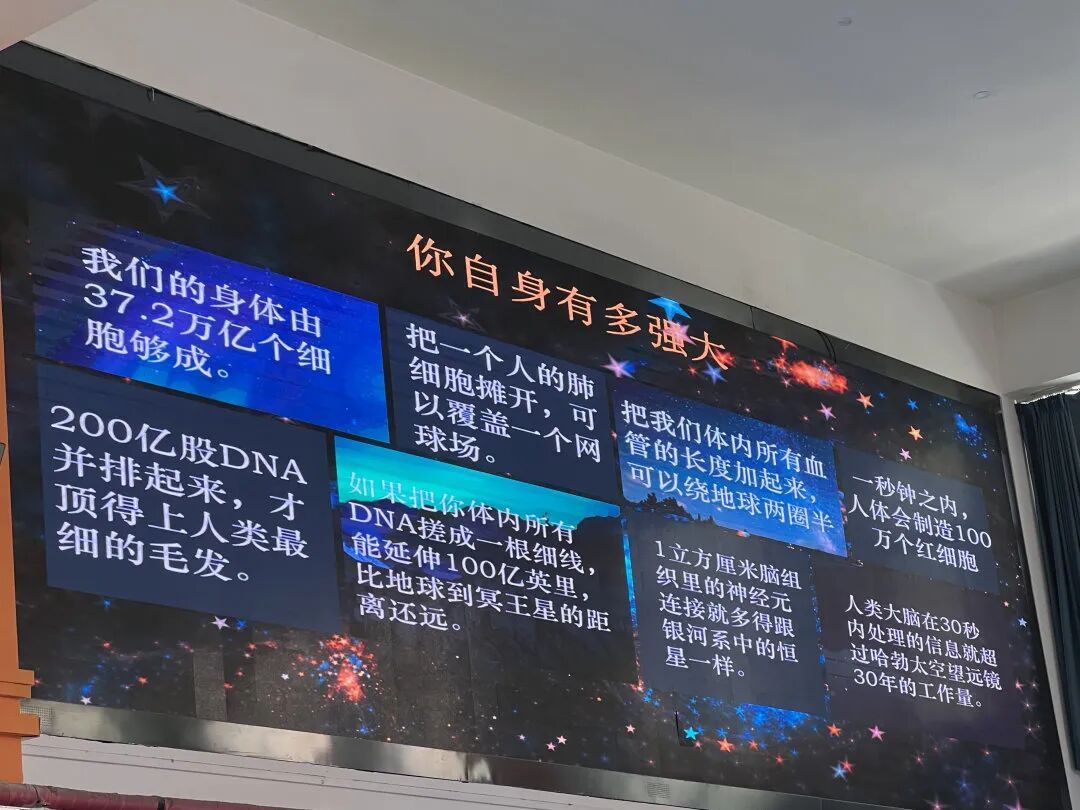 你自身有多强大
我们的身体由
37.2万亿个细
胞够成。
把一个人的肺
细胞摊开，可
以覆盖一个网
球场。
把我们体内所有血
管的长度加起来，
可以绕地球两圈半
一秒钟之内，
人体会制造100
万个红细胞
200亿股DNA
并排起来，才
顶得上人类最
细的毛发。
如果把你体内所有
DNA搓成一根细线，
能延伸100亿英里，
比地球到冥王星的距
离还远。
1立方厘米脑组
织里的神经元
连接就多得跟
银河系中的恒
星一样。
人类大脑在30秒
内处理的信息就超
过哈勃太空望远镜
30年的工作量。